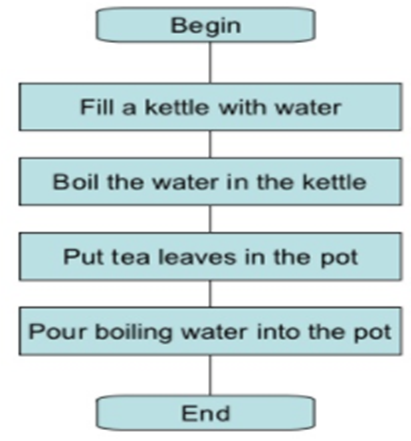 Begin
Fill a kettle with water
Boil the water in the kettle
Put tea leaves in the pot
Pour boiling water into the pot
End